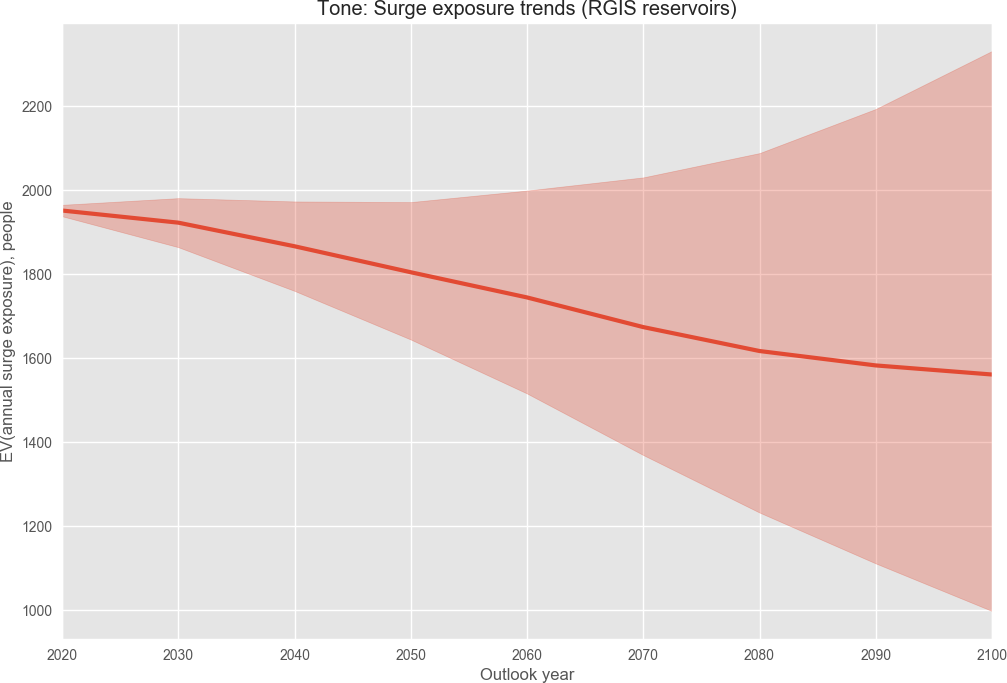 Tone: Surge exposure trends (RGIS reservoirs)
EV(annual surge exposure), people
2200
2000
1800
1600
1400
1200
1000
2020 2030 2040 2050 2060 2070 2080 2090 2100
Outlook year